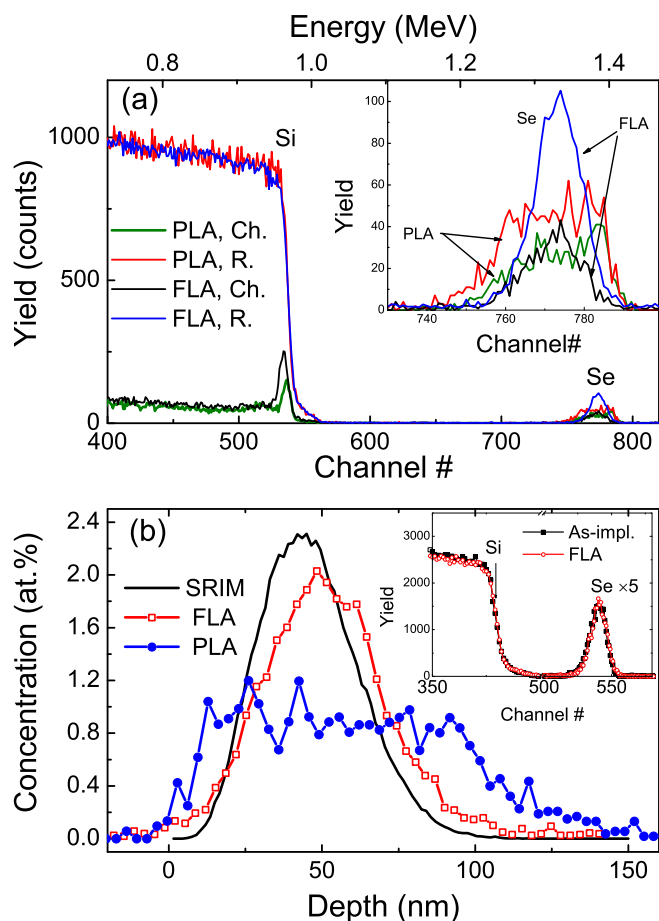 Energy (MeV)
0.8 1.0 1.2 1.4
(a)
Si
Se
FLA
PLA
Yield
100
80
60
40
20
0
740 760 780
Channel#
PLA, Ch.
PLA, R.
FLA, Ch.
FLA, R.
Se
Yield (counts)
1000
500
0
400 500 600 700 800
Channel #
(b)
SRIM
FLA
PLA
As-impl.
FLA
Si
Se ×5
Yield
3000
2000
1000
0
350 500 550
Channel #
Concentration (at.%)
2.4
2.0
1.6
1.2
0.8
0.4
0.0
0 50 100 150
Depth (nm)